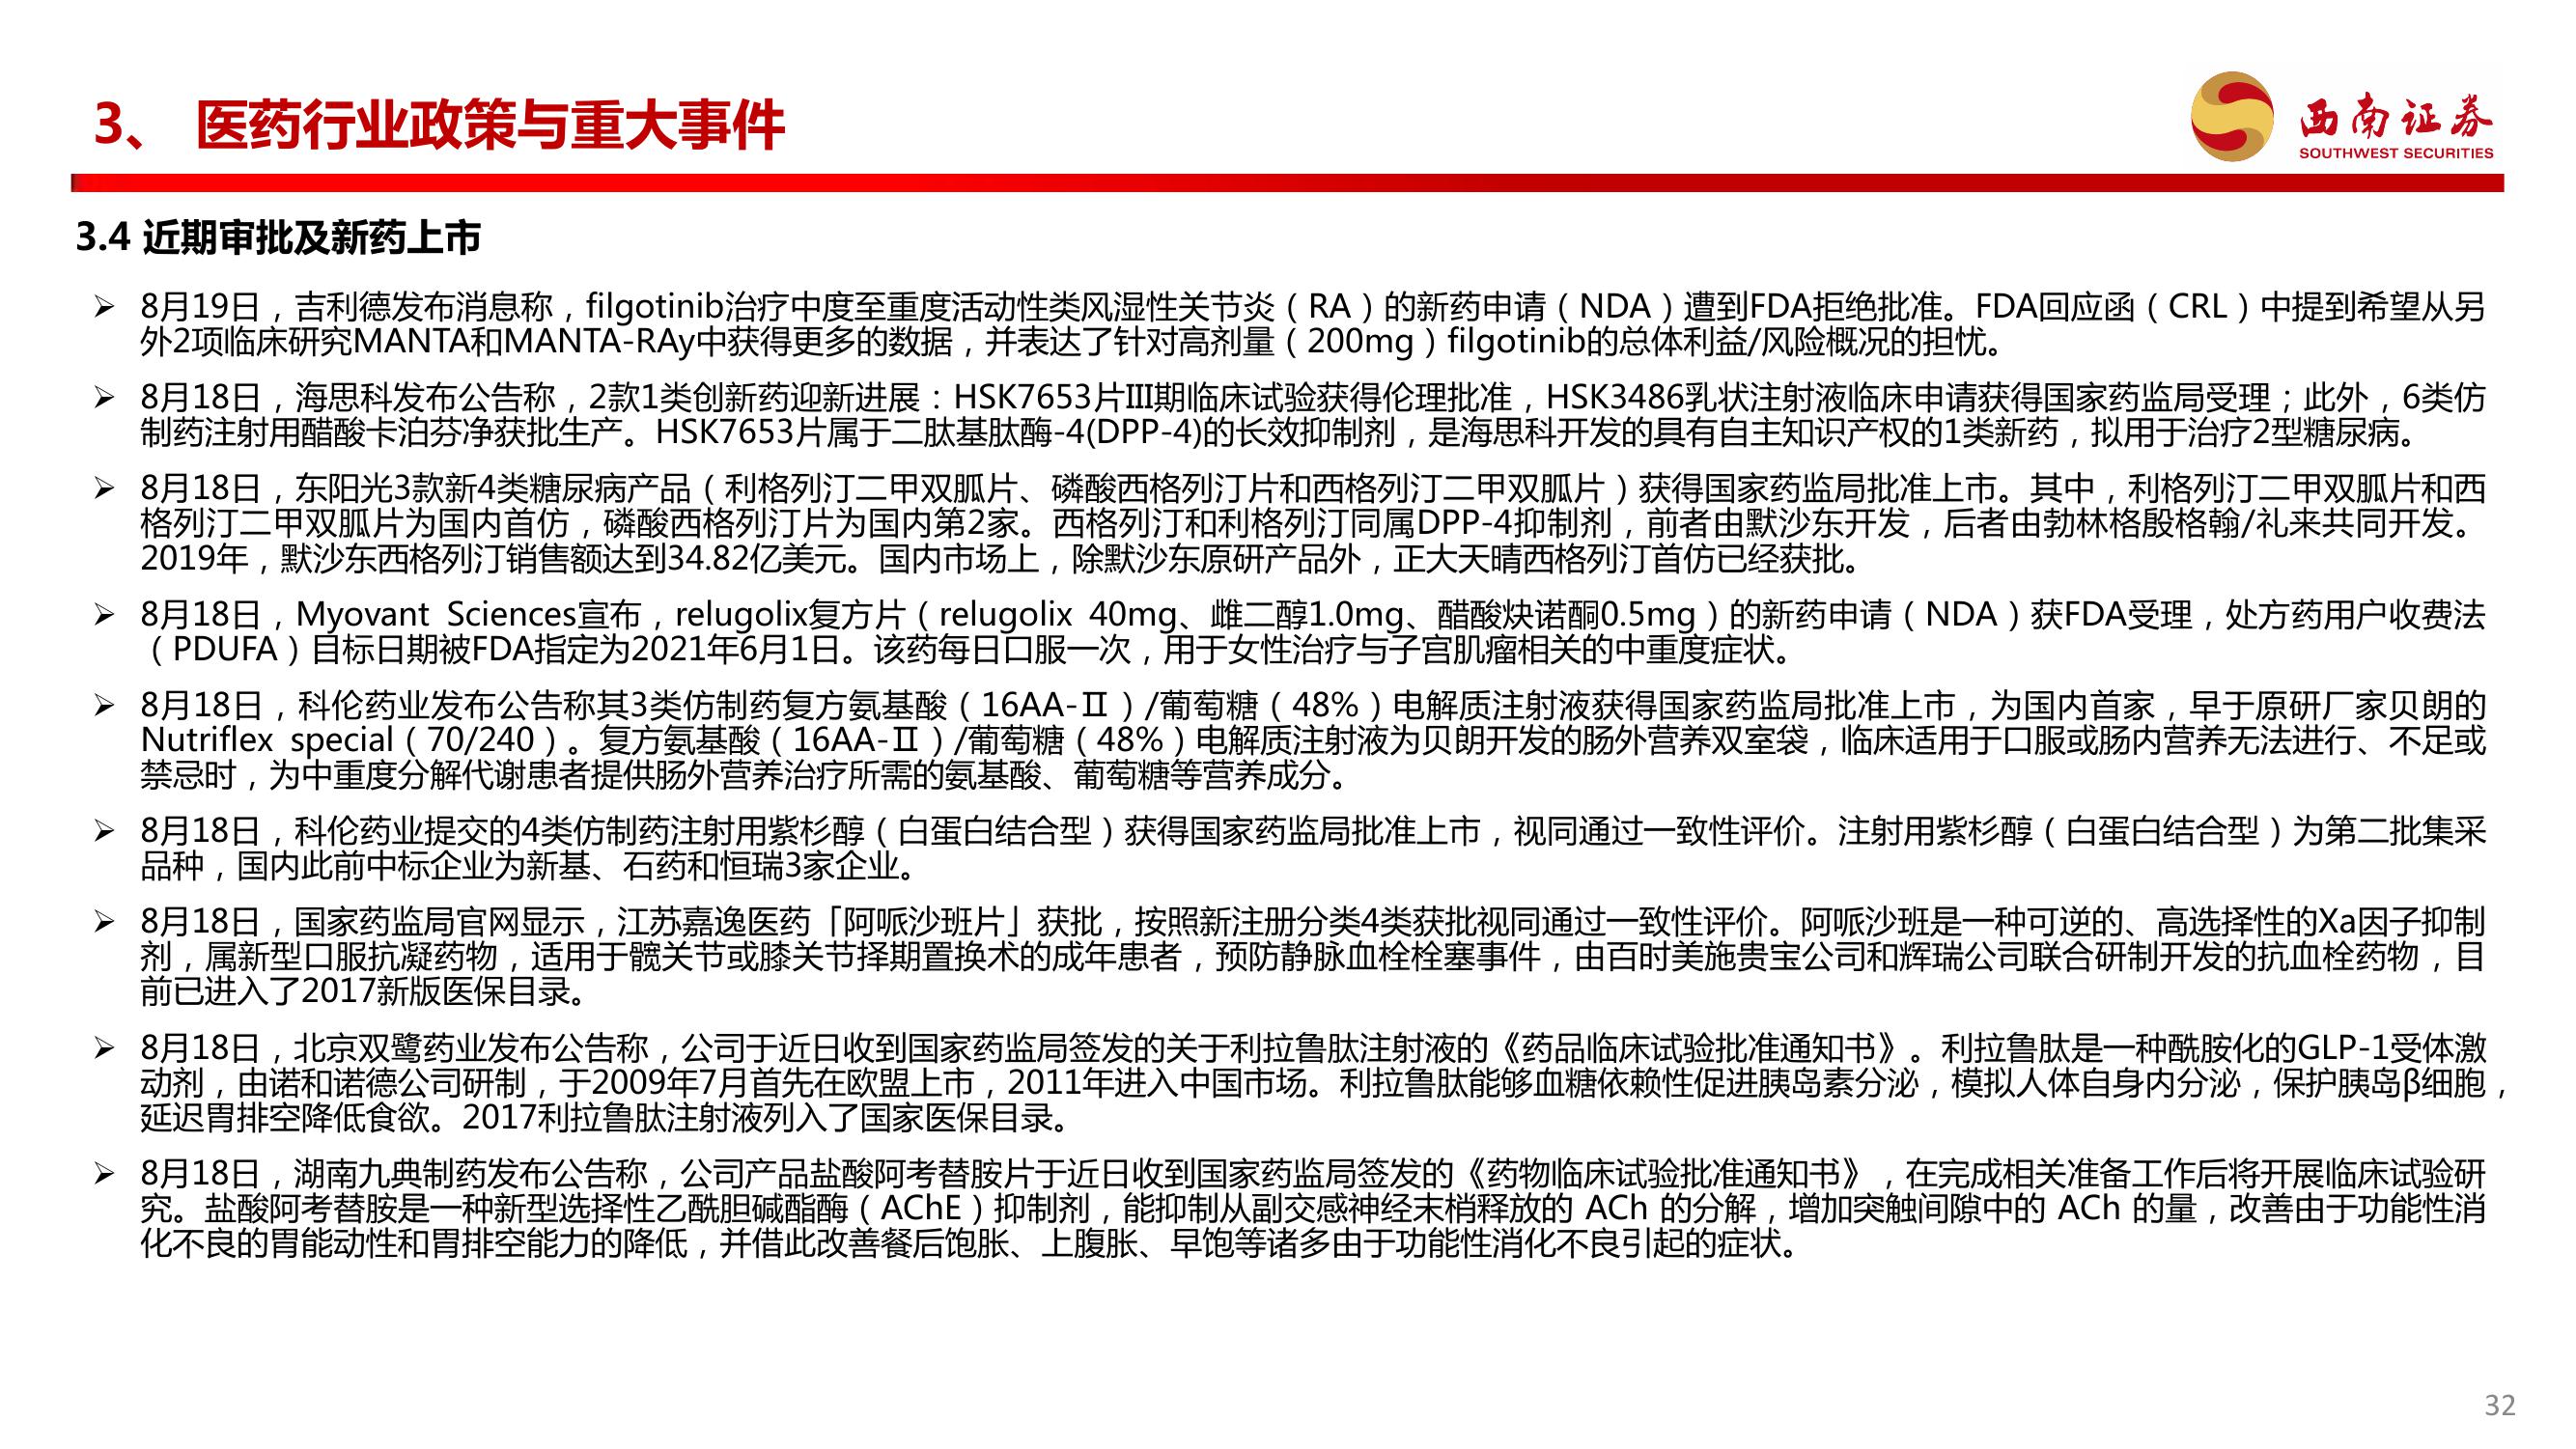 3、 医药行业政策与重大事件
西南证券
SOUTHWEST SECURITIES
3.4 近期审批及新药上市
➢ 8月19日，吉利德发布消息称，filgotinib治疗中度至重度活动性类风湿性关节炎（RA）的新药申请（NDA）遭到FDA拒绝批准。FDA回应函（CRL）中提到希望从另
外2项临床研究MANTA和MANTA-RAy中获得更多的数据，并表达了针对高剂量（200mg）filgotinib的总体利益/风险概况的担忧。
➢ 8月18日，海思科发布公告称，2款1类创新药迎新进展：HSK7653片III期临床试验获得伦理批准，HSK3486乳状注射液临床申请获得国家药监局受理；此外，6类仿
制药注射用醋酸卡泊芬净获批生产。HSK7653片属于二肽基肽酶-4(DPP-4)的长效抑制剂，是海思科开发的具有自主知识产权的1类新药，拟用于治疗2型糖尿病。
➢ 8月18日，东阳光3款新4类糖尿病产品（利格列汀二甲双胍片、磷酸西格列汀片和西格列汀二甲双胍片）获得国家药监局批准上市。其中，利格列汀二甲双胍片和西
格列汀二甲双胍片为国内首仿，磷酸西格列汀片为国内第2家。西格列汀和利格列汀同属DPP-4抑制剂，前者由默沙东开发，后者由勃林格殷格翰/礼来共同开发。
2019年，默沙东西格列汀销售额达到34.82亿美元。国内市场上，除默沙东原研产品外，正大天晴西格列汀首仿已经获批。
➢ 8月18日，Myovant Sciences宣布，relugolix复方片（relugolix 40mg、雌二醇1.0mg、醋酸炔诺酮0.5mg）的新药申请（NDA）获FDA受理，处方药用户收费法
（PDUFA）目标日期被FDA指定为2021年6月1日。该药每日口服一次，用于女性治疗与子宫肌瘤相关的中重度症状。
➢ 8月18日，科伦药业发布公告称其3类仿制药复方氨基酸（16AA-Ⅱ）/葡萄糖（48%）电解质注射液获得国家药监局批准上市，为国内首家，早于原研厂家贝朗的
Nutriflex special（70/240）。复方氨基酸（16AA-Ⅱ）/葡萄糖（48%）电解质注射液为贝朗开发的肠外营养双室袋，临床适用于口服或肠内营养无法进行、不足或
禁忌时，为中重度分解代谢患者提供肠外营养治疗所需的氨基酸、葡萄糖等营养成分。
➢ 8月18日，科伦药业提交的4类仿制药注射用紫杉醇（白蛋白结合型）获得国家药监局批准上市，视同通过一致性评价。注射用紫杉醇（白蛋白结合型）为第二批集采
品种，国内此前中标企业为新基、石药和恒瑞3家企业。
➢ 8月18日，国家药监局官网显示，江苏嘉逸医药「阿哌沙班片」获批，按照新注册分类4类获批视同通过一致性评价。阿哌沙班是一种可逆的、高选择性的Xa因子抑制
剂，属新型口服抗凝药物，适用于髋关节或膝关节择期置换术的成年患者，预防静脉血栓栓塞事件，由百时美施贵宝公司和辉瑞公司联合研制开发的抗血栓药物，目
前已进入了2017新版医保目录。
➢ 8月18日，北京双鹭药业发布公告称，公司于近日收到国家药监局签发的关于利拉鲁肽注射液的《药品临床试验批准通知书》。利拉鲁肽是一种酰胺化的GLP-1受体激
动剂，由诺和诺德公司研制，于2009年7月首先在欧盟上市，2011年进入中国市场。利拉鲁肽能够血糖依赖性促进胰岛素分泌，模拟人体自身内分泌，保护胰岛β细胞，
延迟胃排空降低食欲。2017利拉鲁肽注射液列入了国家医保目录。
➢ 8月18日，湖南九典制药发布公告称，公司产品盐酸阿考替胺片于近日收到国家药监局签发的《药物临床试验批准通知书》，在完成相关准备工作后将开展临床试验研
究。盐酸阿考替胺是一种新型选择性乙酰胆碱酯酶（AChE）抑制剂，能抑制从副交感神经末梢释放的 ACh 的分解，增加突触间隙中的 ACh 的量，改善由于功能性消
化不良的胃能动性和胃排空能力的降低，并借此改善餐后饱胀、上腹胀、早饱等诸多由于功能性消化不良引起的症状。
32